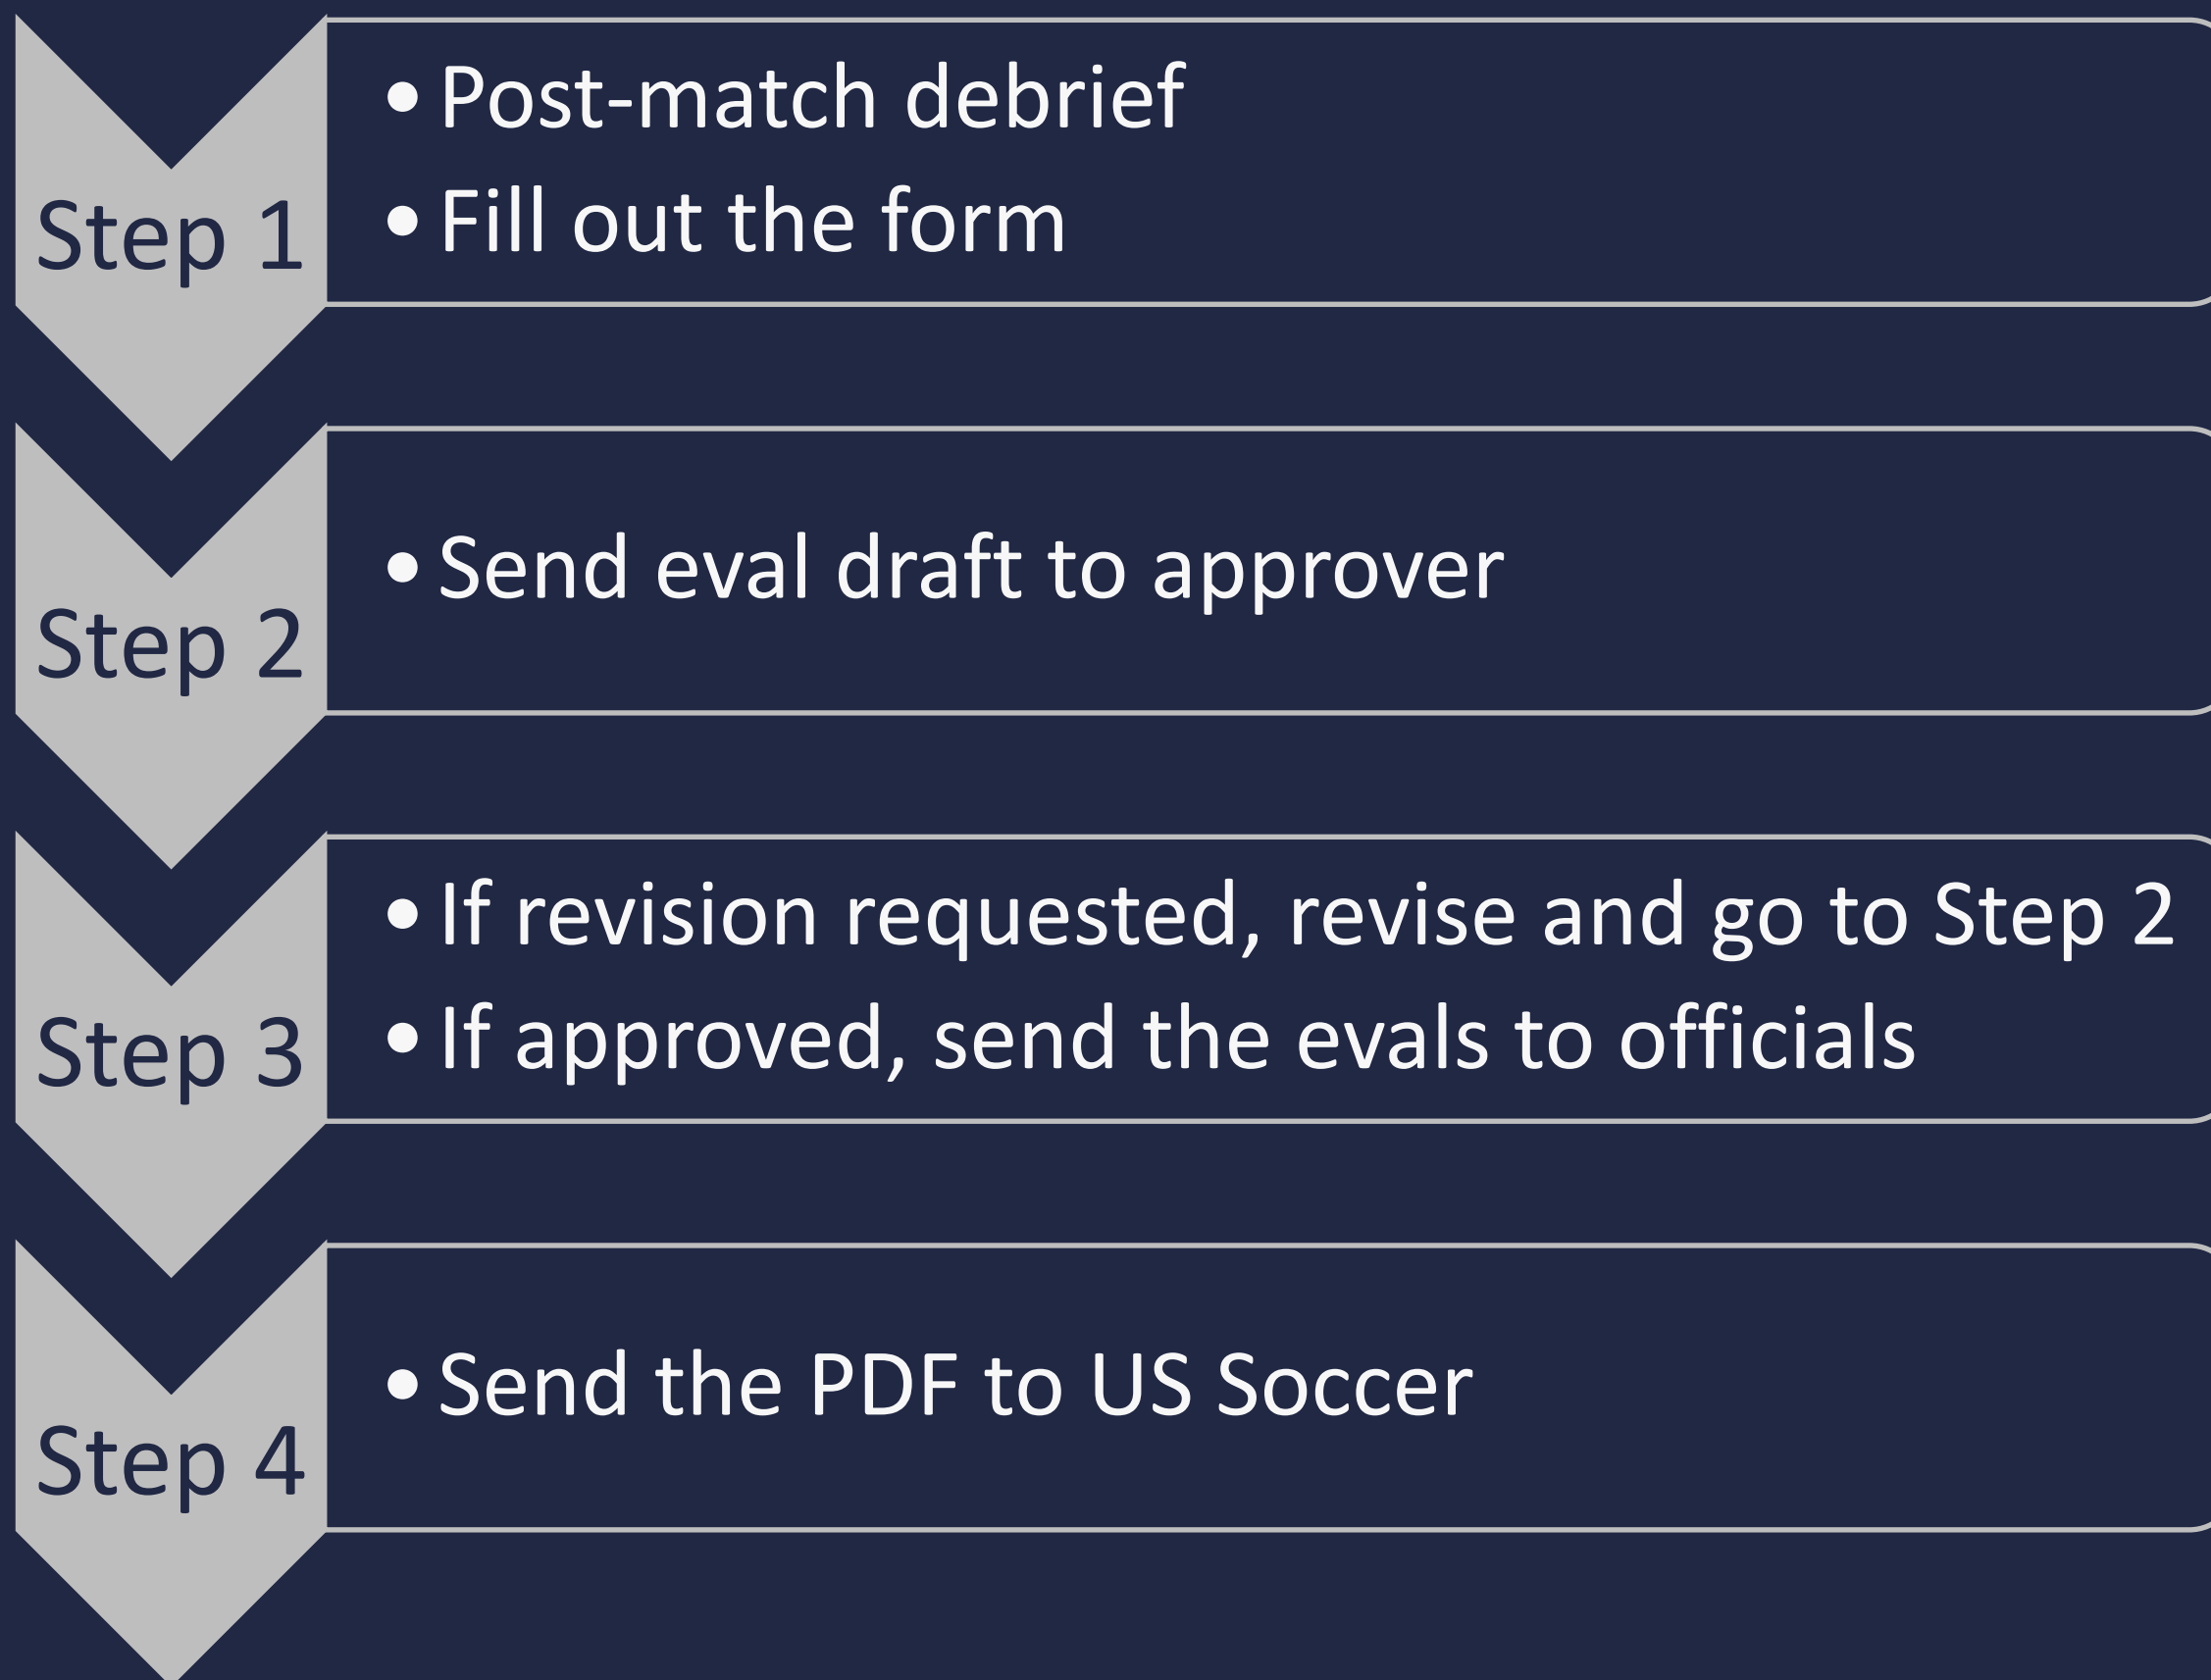 Step 1
• Post-match debrief
• Fill out the form
Step 2
• Send eval draft to approver
Step 3
• If revision requested, revise and go to Step 2
• If approved, send the evals to officials
Step 4
• Send the PDF to US Soccer